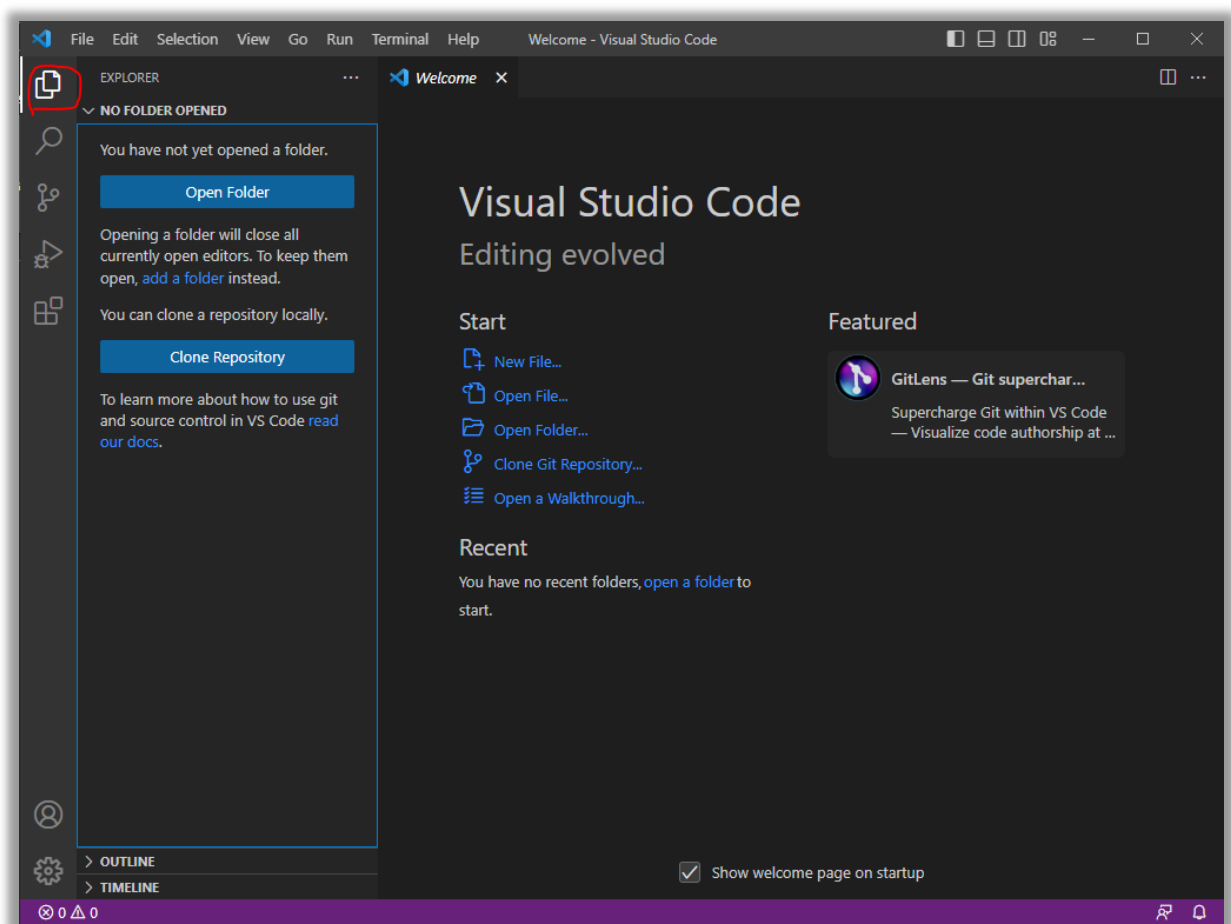 File Edit Selection View Go Run Terminal Help Welcome - Visual Studio Code
EXPLORER
Welcome
NO FOLDER OPENED
You have not yet opened a folder.
Open Folder
Opening a folder will close all
currently open editors. To keep them
open, add a folder instead.
You can clone a repository locally.
Clone Repository
To learn more about how to use git
and source control in VS Code read
our docs.
OUTLINE
TIMELINE
Visual Studio Code
Editing evolved
Start
New File...
Open File...
Open Folder...
Clone Git Repository...
Open a Walkthrough...
Recent
You have no recent folders, open a folder to
start.
Featured
GitLens — Git superchar...
Supercharge Git within VS Code
— Visualize code authorship at ...
Show welcome page on startup
0 0